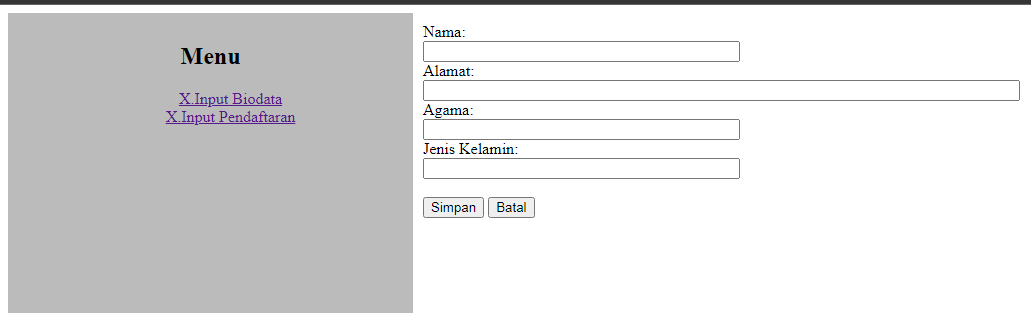 Menu
X.Input Biodata
X.Input Pendaftaran
Nama:
Alamat:
Agama:
Jenis Kelamin:
Simpan Batal